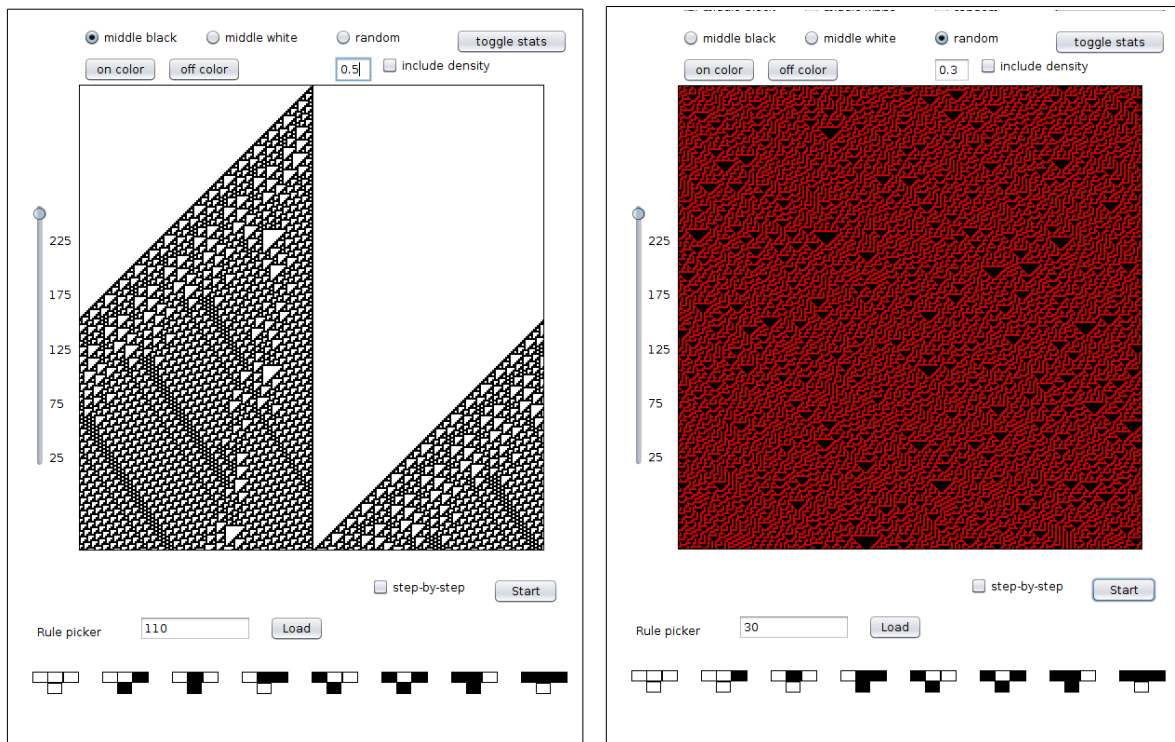 middle black middle white random toggle stats
on color off color 0.5 include density
225
175
125
75
25
step-by-step Start
Rule picker 110 Load
middle black middle white random toggle stats
on color off color 0.3 include density
225
175
125
75
25
step-by-step Start
Rule picker 30 Load